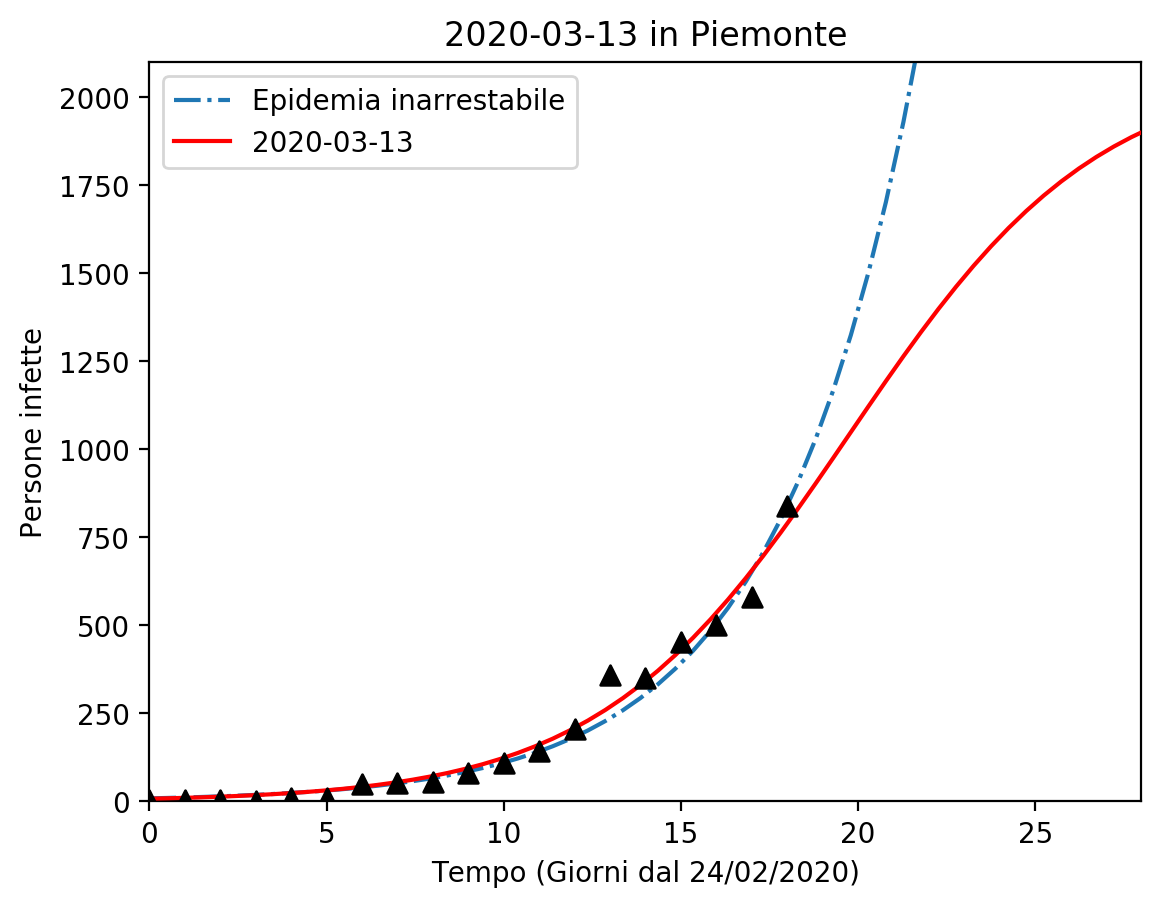 2020-03-13 in Piemonte
Epidemia inarrestabile
2020-03-13
2000
1750
1500
1250
1000
750
500
250
0
Persone infette
0 5 10 15 20 25
Tempo (Giorni dal 24/02/2020)